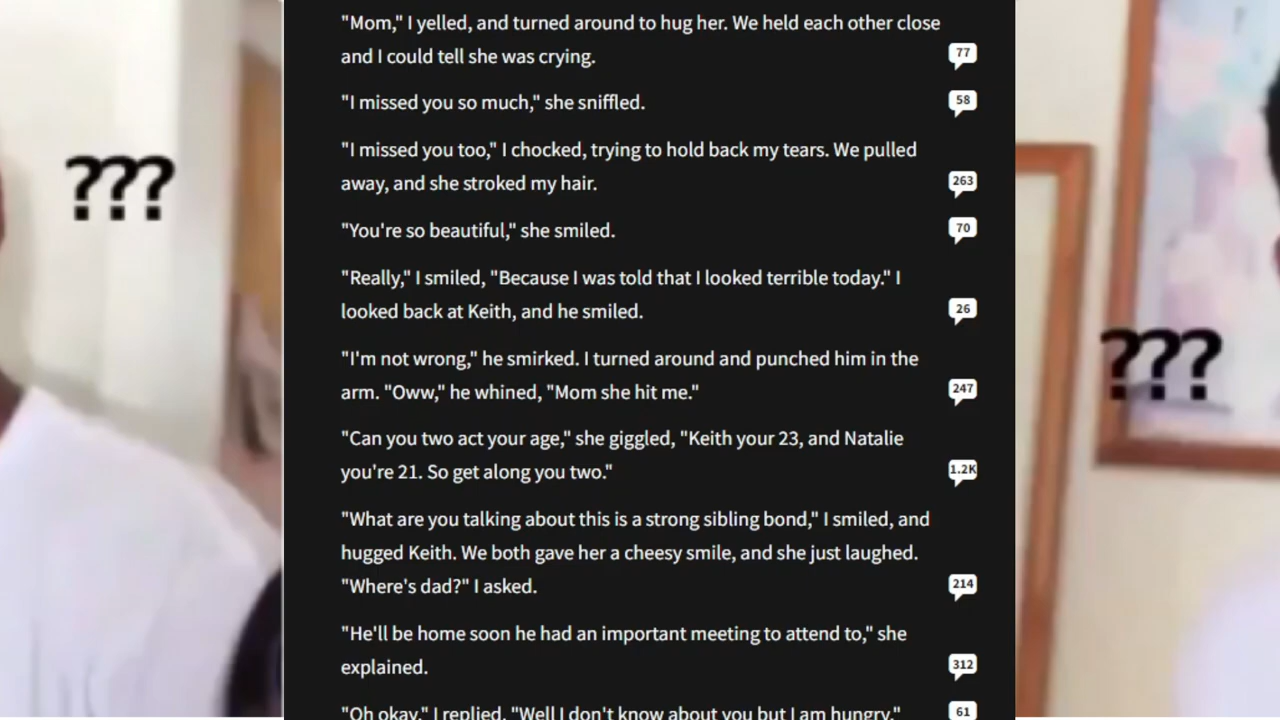 "Mom," I yelled, and turned around to hug her. We held each other close
and I could tell she was crying.
77
"I missed you so much," she sniffled.
58
"I missed you too," I chocked, trying to hold back my tears. We pulled
away, and she stroked my hair.
263
???
"You're so beautiful," she smiled.
70
"Really," I smiled, "Because I was told that I looked terrible today." I
looked back at Keith, and he smiled.
26
"I'm not wrong," he smirked. I turned around and punched him in the
arm. "Oww," he whined, "Mom she hit me."
247
???
"Can you two act your age," she giggled, "Keith your 23, and Natalie
you're 21. So get along you two."
1.2K
"What are you talking about this is a strong sibling bond," I smiled, and
hugged Keith. We both gave her a cheesy smile, and she just laughed.
"Where's dad?" I asked.
214
"He'll be home soon he had an important meeting to attend to," she
explained.
312
"Oh okay," I replied, "Well I don't know about you but I am hungry."
61